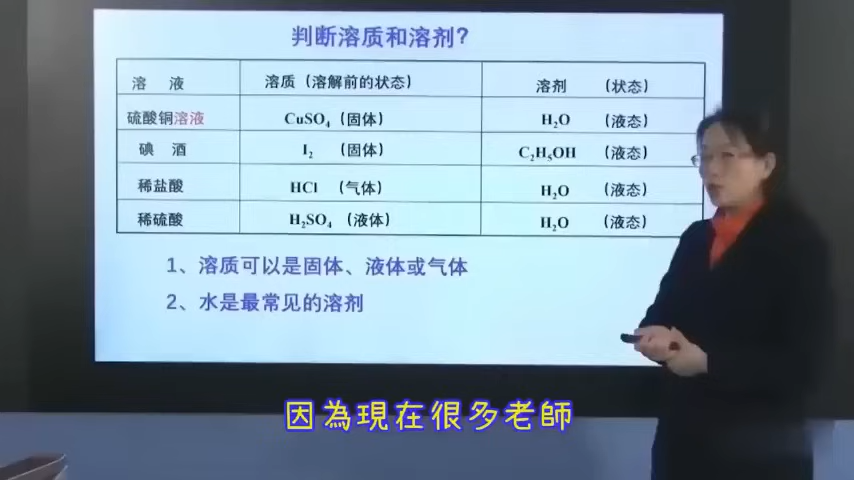 判断溶质和溶剂?
溶 液 溶质（溶解前的状态） 溶剂 （状态）
硫酸铜溶液 CuSO₄（固体） H₂O （液态）
碘 酒 I₂ （固体） C₂H₅OH （液态）
稀盐酸 HCl （气体） H₂O （液态）
稀硫酸 H₂SO₄（液体） H₂O （液态）
1、溶质可以是固体、液体或气体
2、水是最常见的溶剂
因為現在很多老師